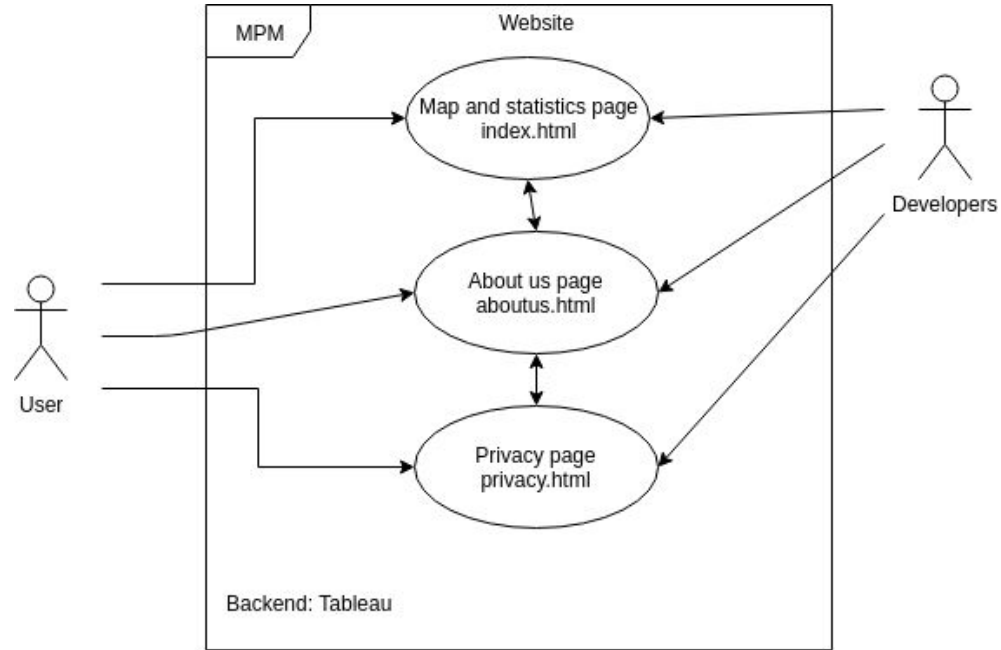 MPM
Website
Map and statistics page
index.html
Developers
About us page
aboutus.html
User
Privacy page
privacy.html
Backend: Tableau